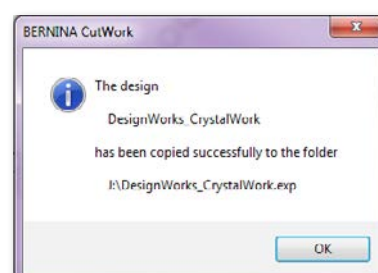 BERNINA CutWork
The design
DesignWorks_CrystalWork
has been copied successfully to the folder
J:\DesignWorks_CrystalWork.exp
OK